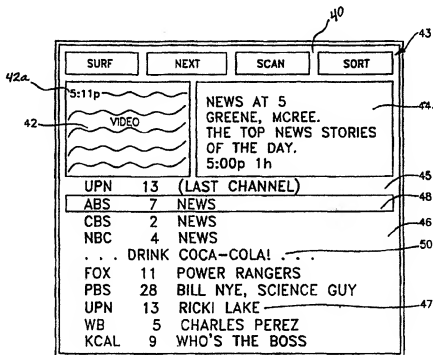 40
43
SURF NEXT SCAN SORT
42a
5:11p
42
VIDEO
NEWS AT 5
GREENE, MCREE.
THE TOP NEWS STORIES
OF THE DAY.
5:00p 1h
44
UPN 13 (LAST CHANNEL)
45
ABS 7 NEWS
48
CBS 2 NEWS
46
NBC 4 NEWS
. . . DRINK COCA-COLA! . . .
50
FOX 11 POWER RANGERS
PBS 28 BILL NYE, SCIENCE GUY
UPN 13 RICKI LAKE
47
WB 5 CHARLES PEREZ
KCAL 9 WHO'S THE BOSS